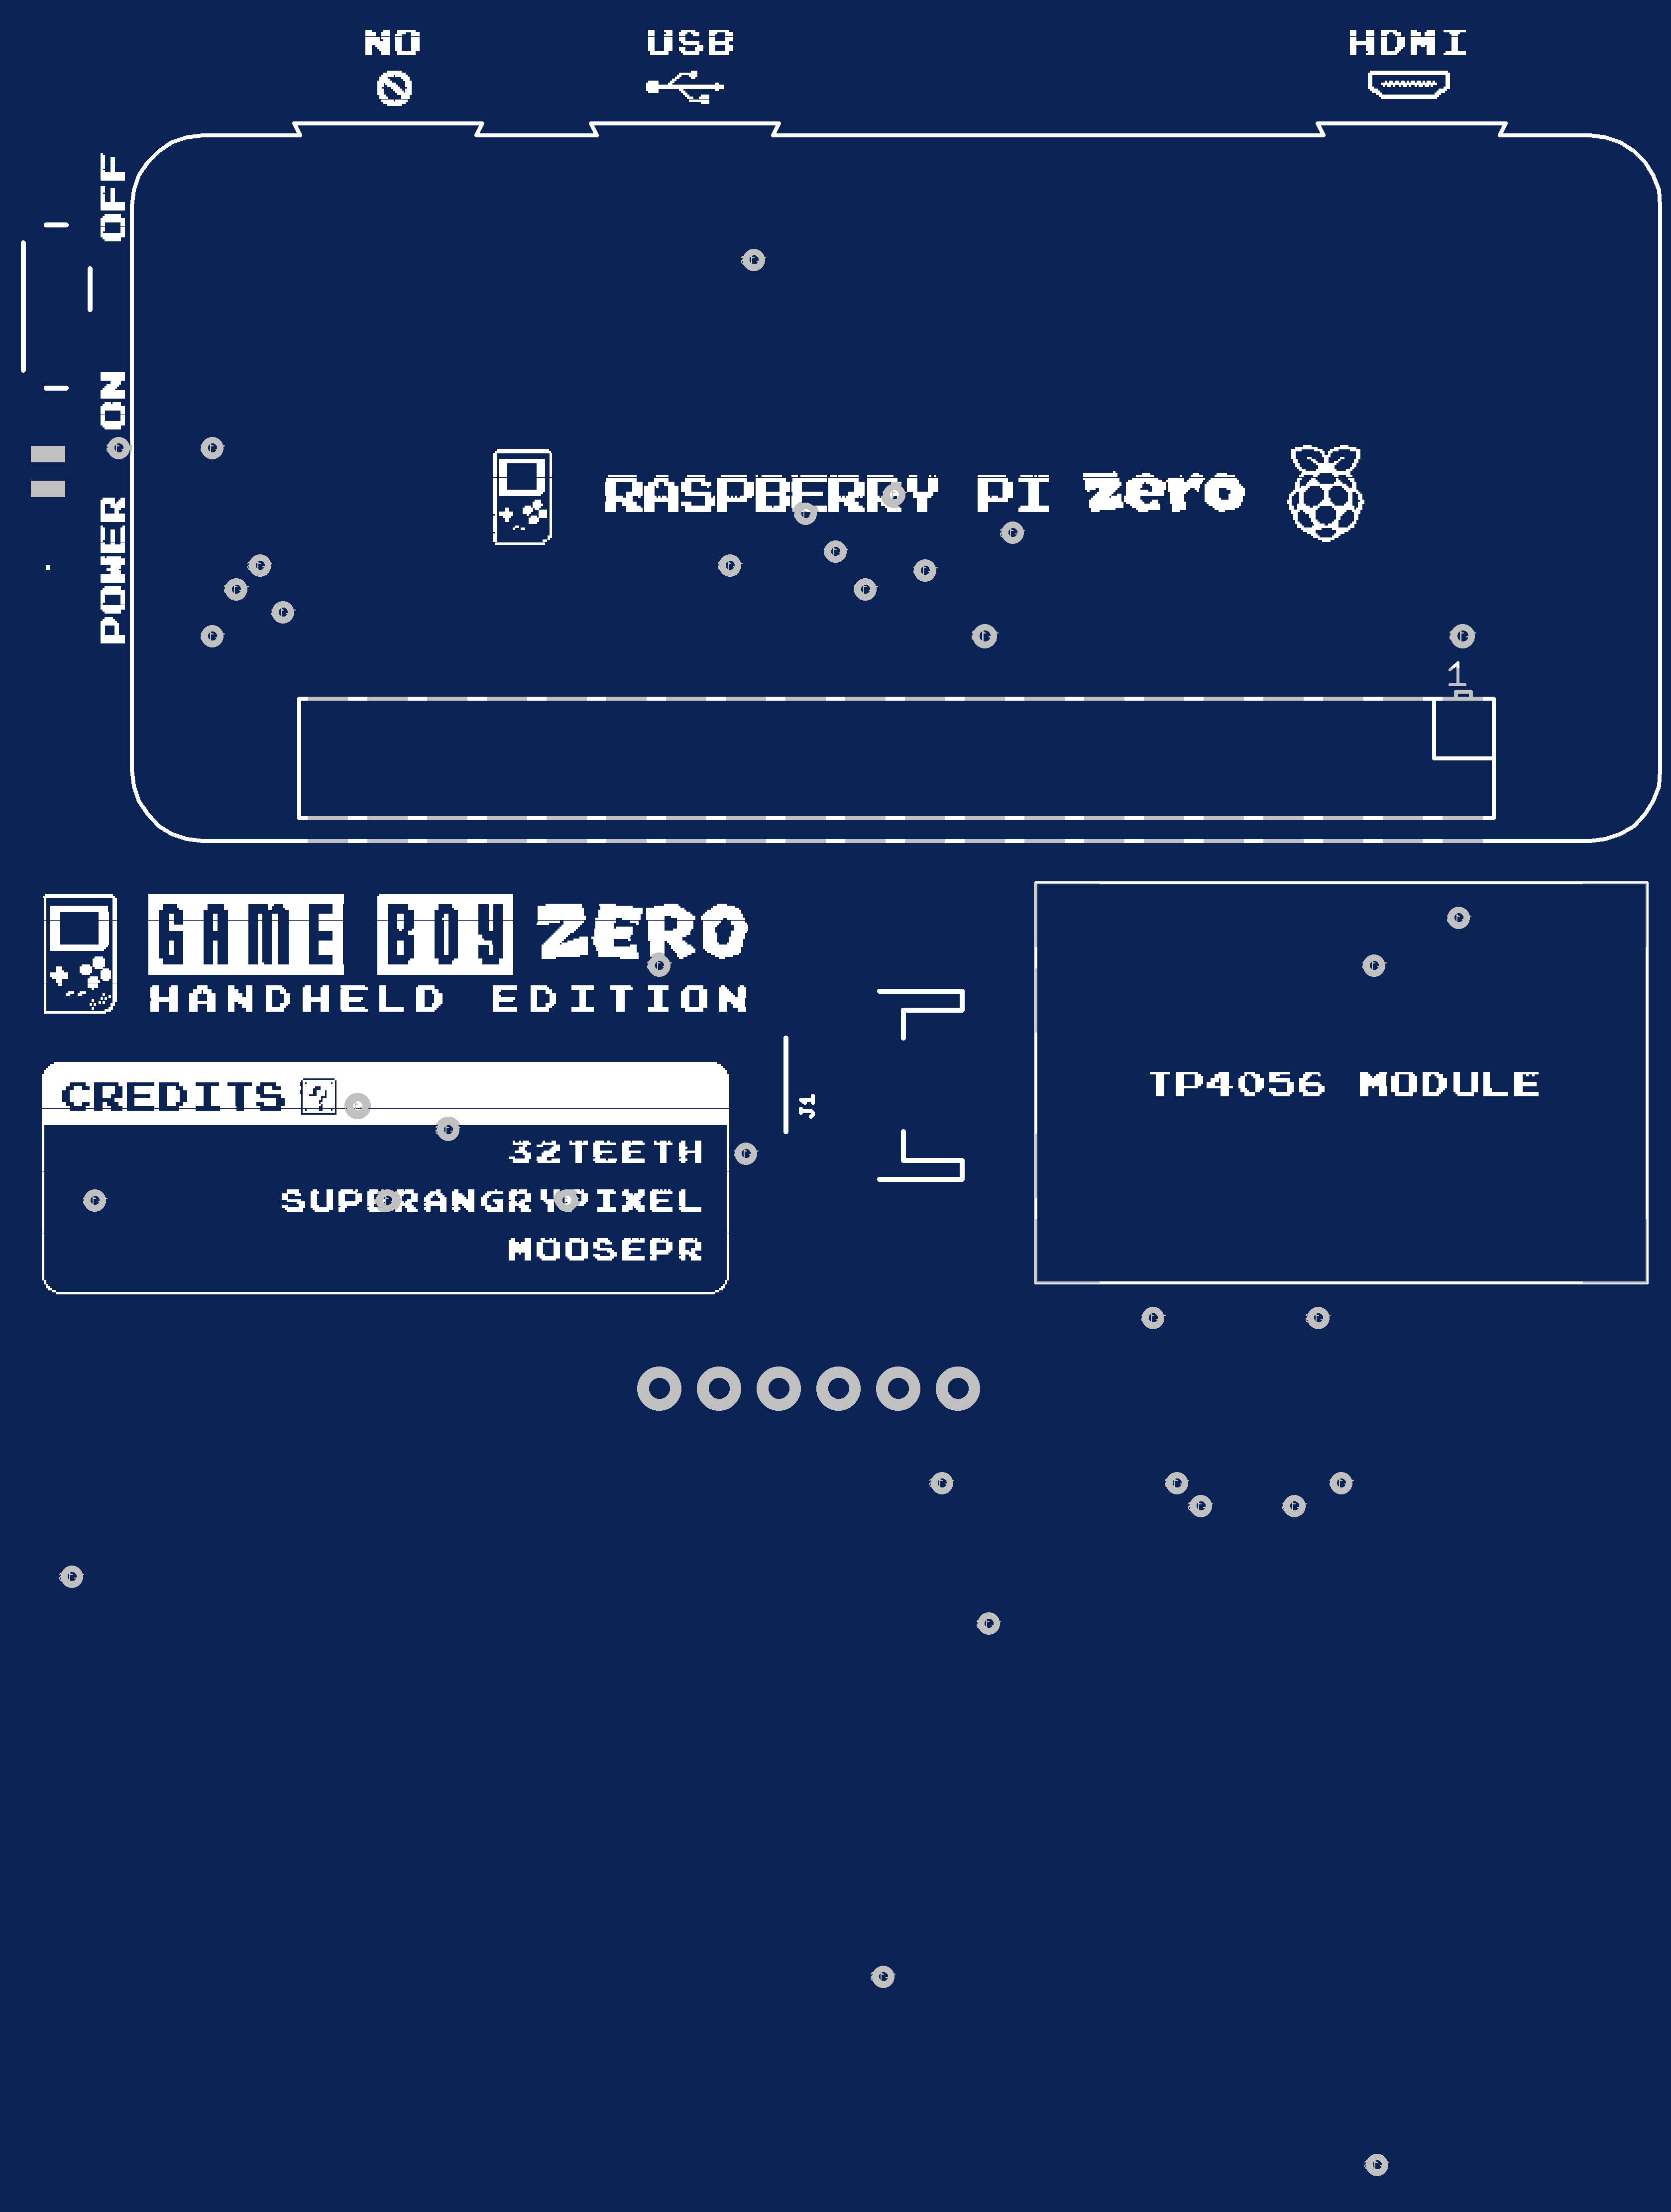 NO
USB
HDMI
OFF
ON
POWER
RASPBERRY PI zero
1
GAME BOY ZERO
HANDHELD EDITION
CREDITS ?
J1
TP4056 MODULE
32TEETH
SUPERANGRYPIXEL
MOOSEPR